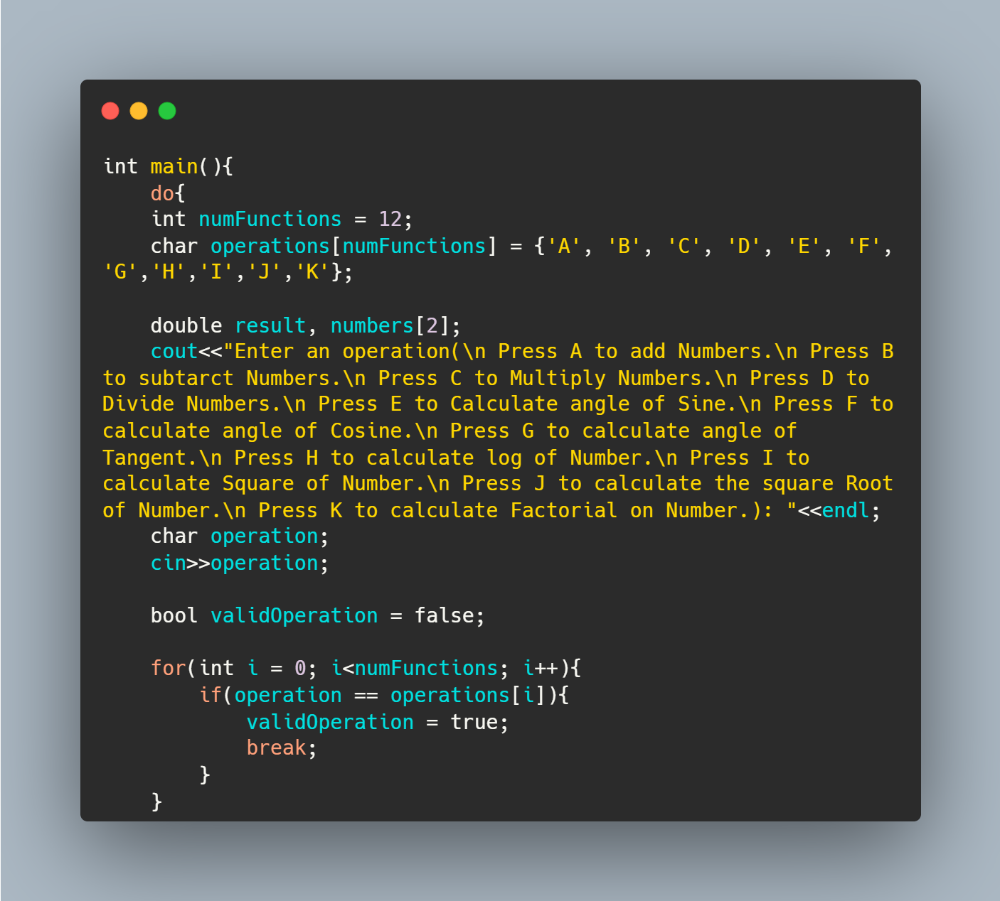 int main(){
    do{
    int numFunctions = 12;
    char operations[numFunctions] = {'A', 'B', 'C', 'D', 'E', 'F',
'G','H','I','J','K'};

    double result, numbers[2];
    cout<<"Enter an operation(\n Press A to add Numbers.\n Press B
to subtarct Numbers.\n Press C to Multiply Numbers.\n Press D to
Divide Numbers.\n Press E to Calculate angle of Sine.\n Press F to
calculate angle of Cosine.\n Press G to calculate angle of
Tangent.\n Press H to calculate log of Number.\n Press I to
calculate Square of Number.\n Press J to calculate the square Root
of Number.\n Press K to calculate Factorial on Number.): "<<endl;
    char operation;
    cin>>operation;

    bool validOperation = false;

    for(int i = 0; i<numFunctions; i++){
        if(operation == operations[i]){
            validOperation = true;
            break;
        }
    }